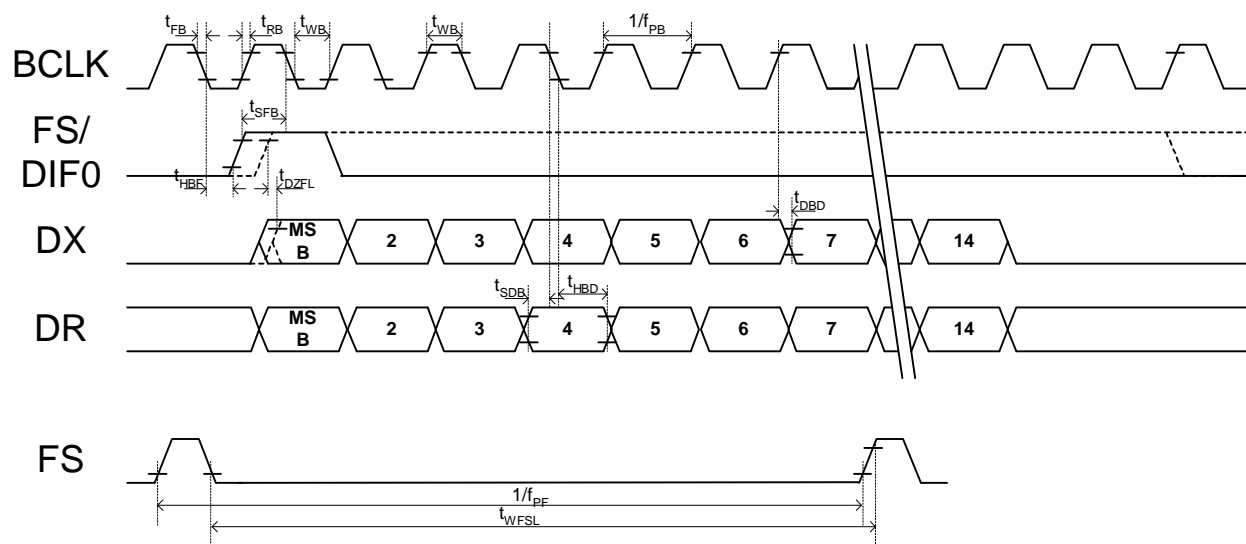 tFB tRB tWB tWB 1/fPB
BCLK
tSFB
FS/
DIF0
tHBF tDZFL
tDBD
DX MS
B 2 3 4 5 6 7 14
tSDB tHBD
DR MS
B 2 3 4 5 6 7 14
FS
1/fPF
tWFSL